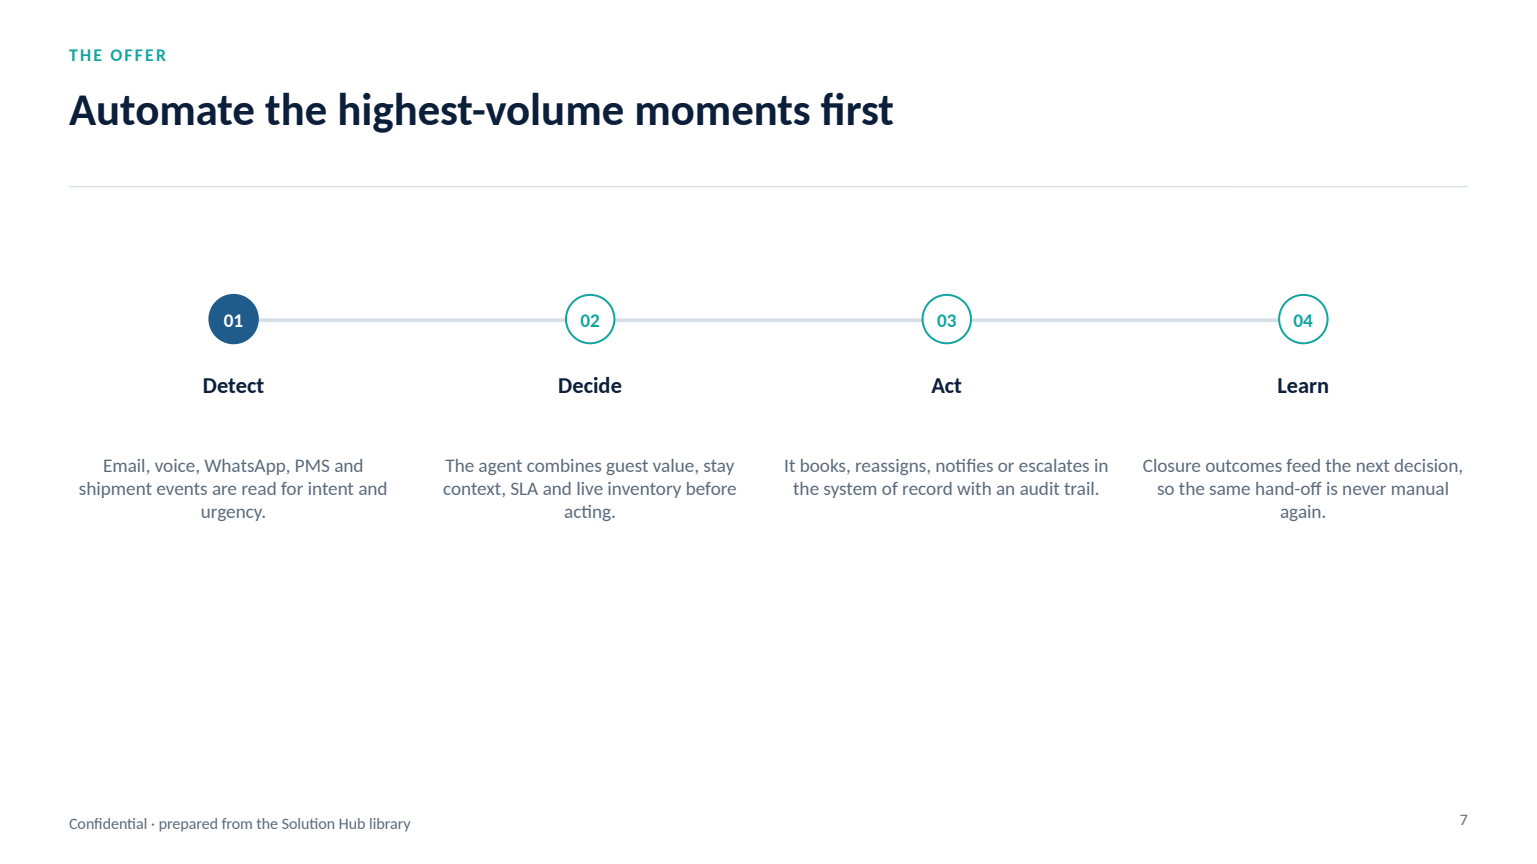 THE OFFER
Automate the highest-volume moments first
01
02
03
04
Detect
Decide
Act
Learn
Email, voice, WhatsApp, PMS and
shipment events are read for intent and
urgency.
The agent combines guest value, stay
context, SLA and live inventory before
acting.
It books, reassigns, notifies or escalates in
the system of record with an audit trail.
Closure outcomes feed the next decision,
so the same hand-off is never manual
again.
Confidential · prepared from the Solution Hub library
7